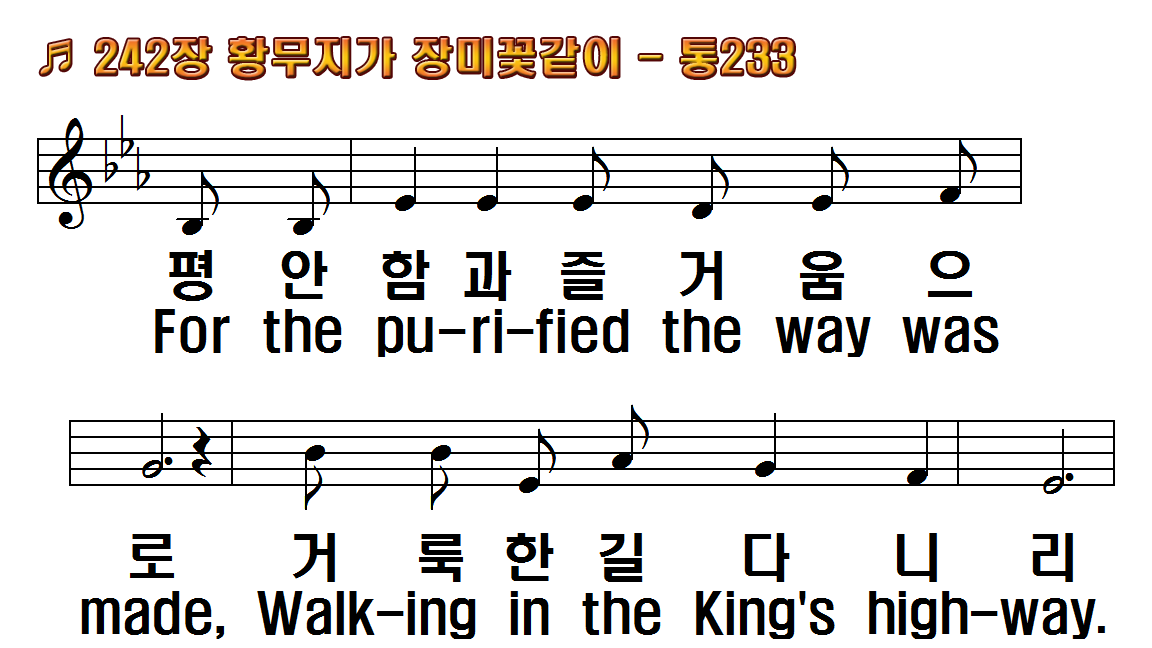 ♬ 242장 황무지가 장미꽃같이 - 통233
평 안 함 과 즐 거 움 으
For the pu-ri-fied the way was
로 거 룩 한 길 다 니 리
made, Walk-ing in the King's high-way.